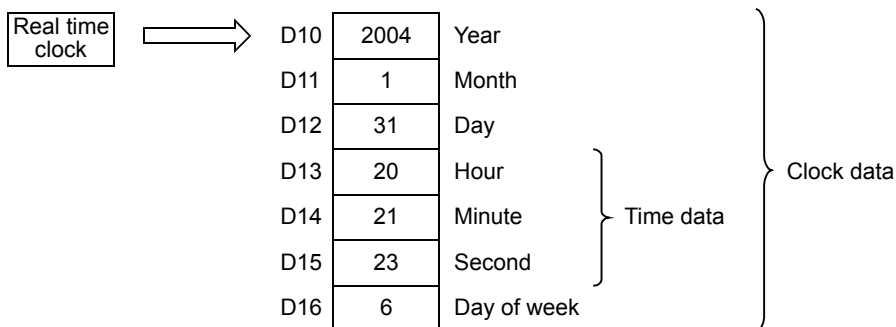 Real time
clock
D10 2004 Year
D11 1 Month
D12 31 Day
D13 20 Hour
D14 21 Minute
D15 23 Second
D16 6 Day of week
Time data
Clock data